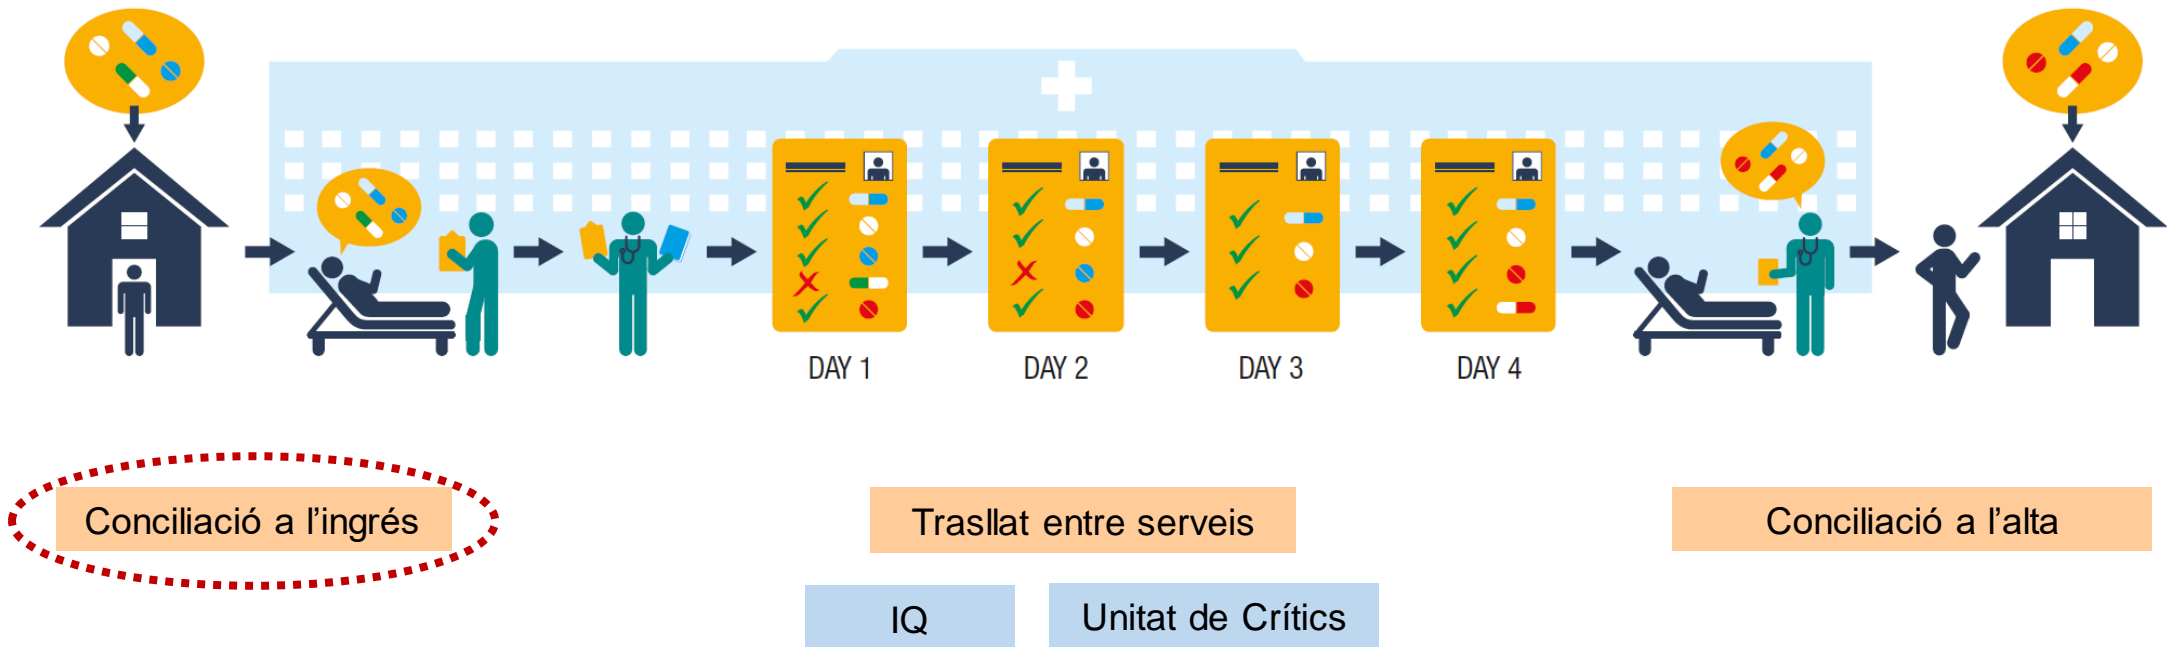 DAY 1
DAY 2
DAY 3
DAY 4
Conciliació a l’ingrés
Trasllat entre serveis
Conciliació a l’alta
IQ
Unitat de Crítics